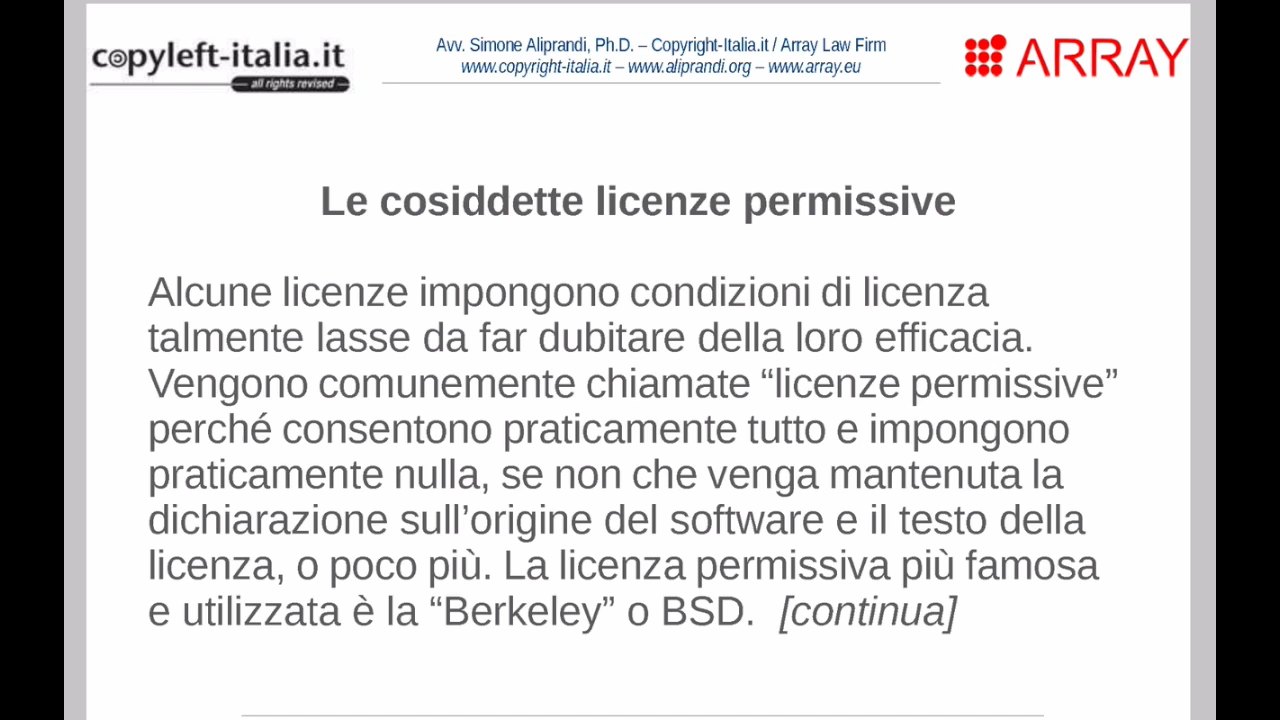 copyleft-italia.it
all rights revised
Avv. Simone Aliprandi, Ph.D. – Copyright-Italia.it / Array Law Firm
www.copyright-italia.it – www.aliprandi.org – www.array.eu
ARRAY
Le cosiddette licenze permissive
Alcune licenze impongono condizioni di licenza
talmente lasse da far dubitare della loro efficacia.
Vengono comunemente chiamate “licenze permissive”
perché consentono praticamente tutto e impongono
praticamente nulla, se non che venga mantenuta la
dichiarazione sull’origine del software e il testo della
licenza, o poco più. La licenza permissiva più famosa
e utilizzata è la “Berkeley” o BSD. [continua]